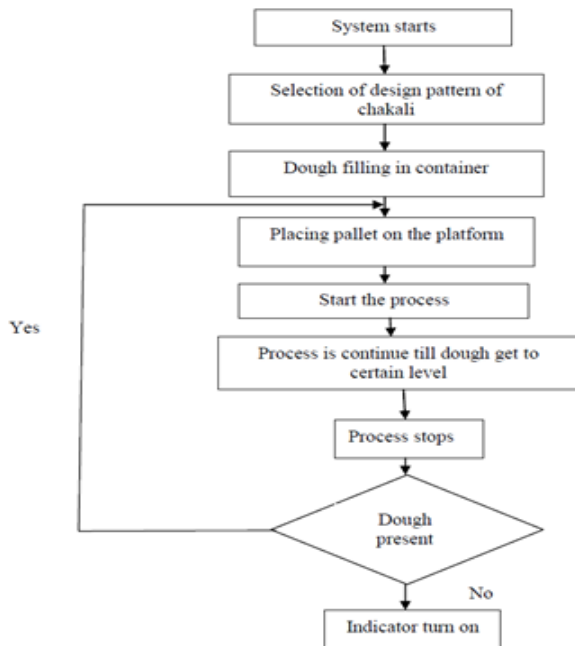 System starts
Selection of design pattern of
chakali
Dough filling in container
Placing pallet on the platform
Start the process
Yes
Process is continue till dough get to
certain level
Process stops
Dough
present
No
Indicator turn on